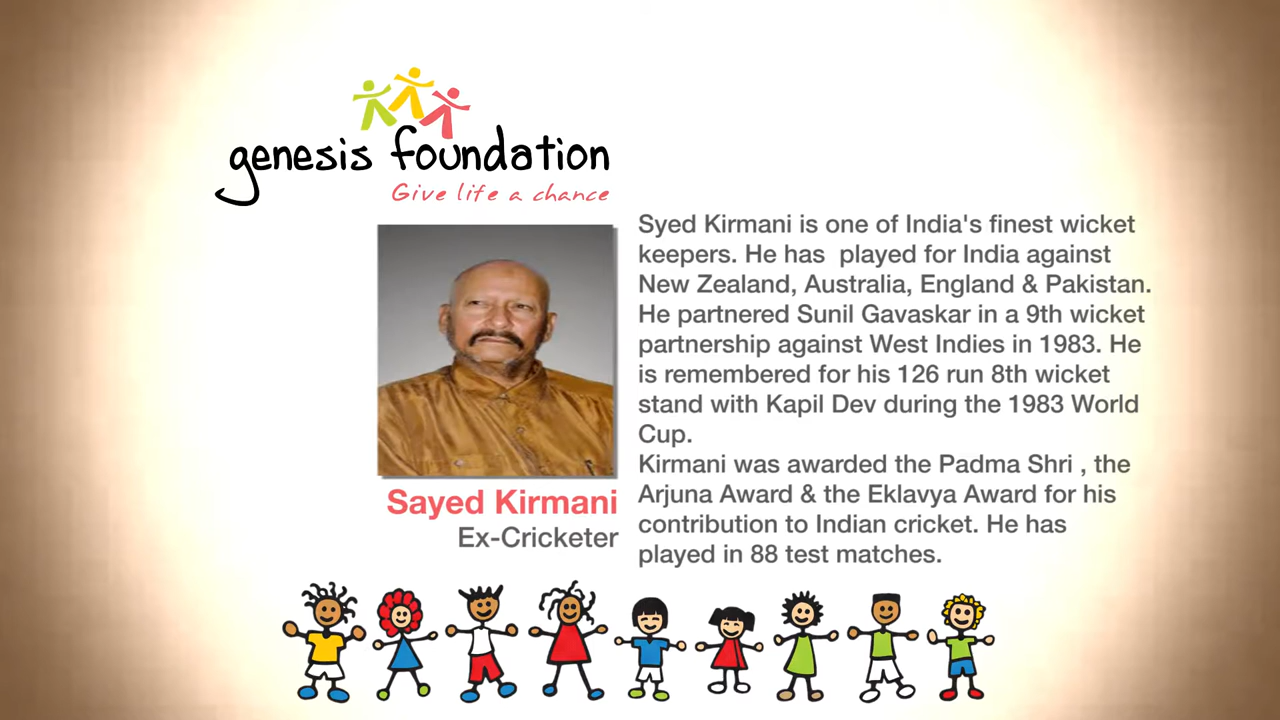 genesis foundation
Give life a chance
Syed Kirmani is one of India's finest wicket
keepers. He has  played for India against
New Zealand, Australia, England & Pakistan.
He partnered Sunil Gavaskar in a 9th wicket
partnership against West Indies in 1983. He
is remembered for his 126 run 8th wicket
stand with Kapil Dev during the 1983 World
Cup.
Kirmani was awarded the Padma Shri , the
Arjuna Award & the Eklavya Award for his
contribution to Indian cricket. He has
played in 88 test matches.
Sayed Kirmani
Ex-Cricketer